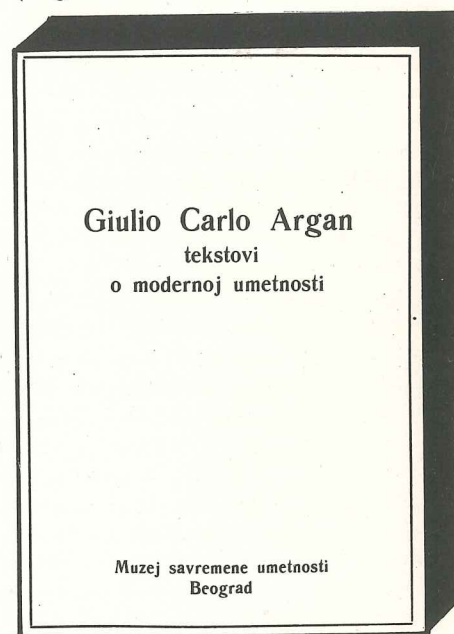 Giulio Carlo Argan
tekstovi
o modernoj umetnosti
Muzej savremene umetnosti
Beograd